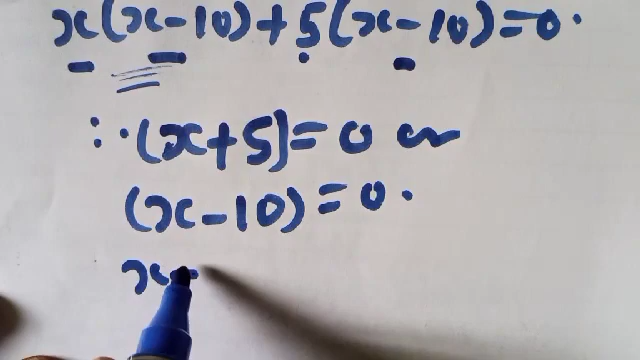 x(x-10)+5(x-10)=0.
∴ (x+5)=0 or
(x-10)=0.
x=